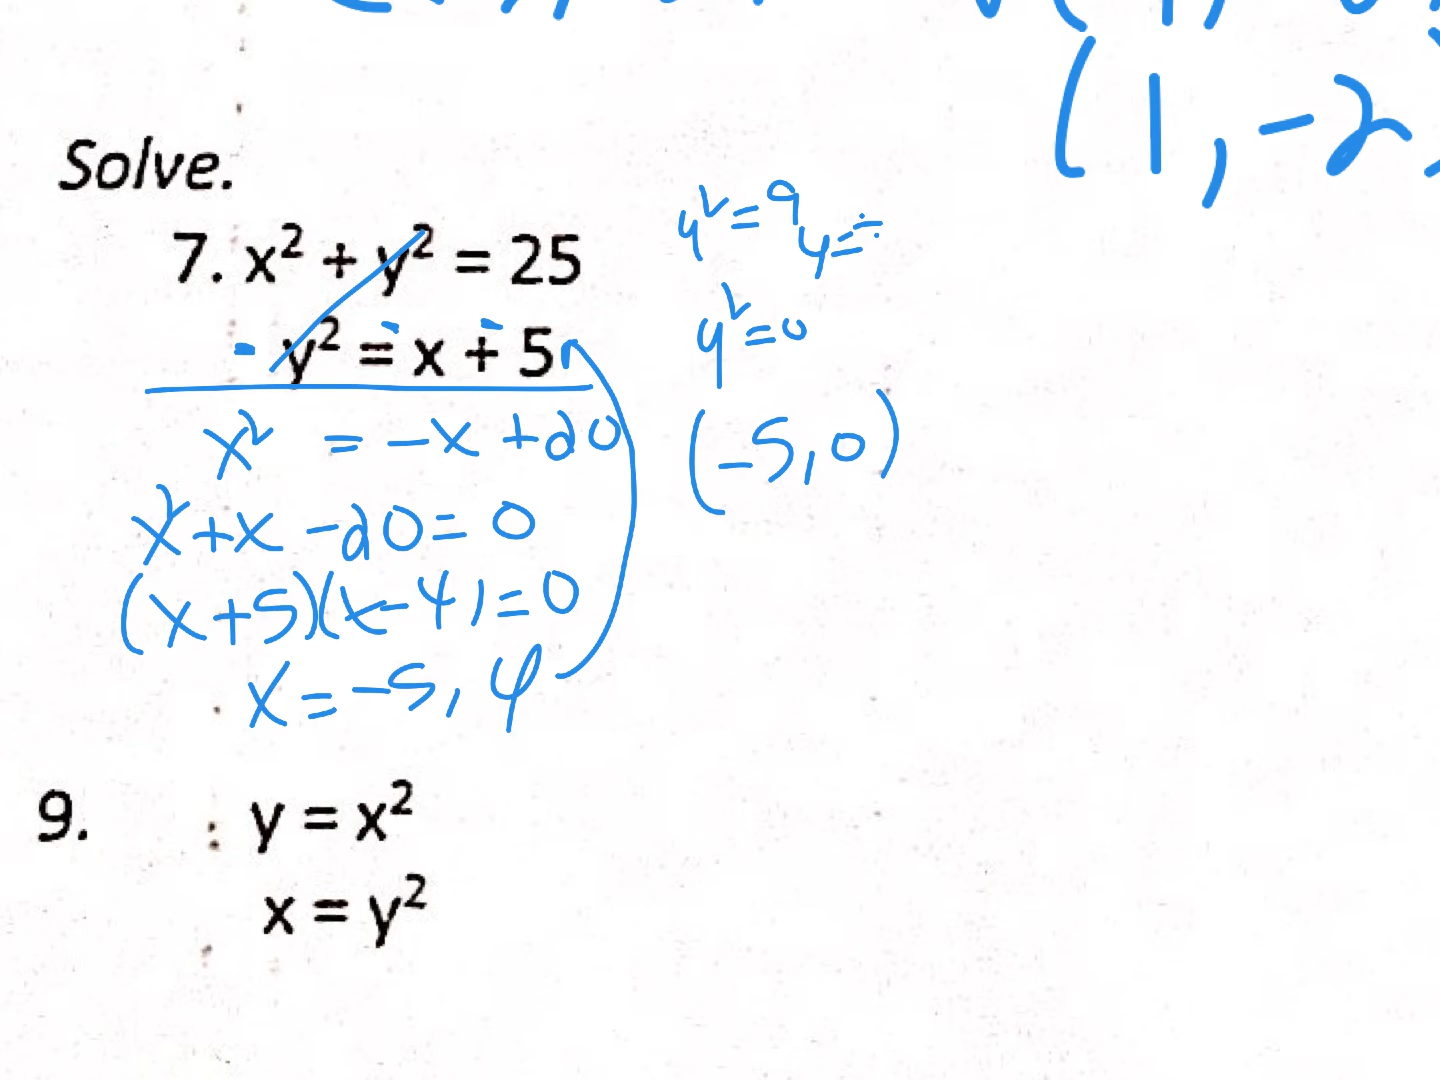 (1, -2
Solve.
7. x² + y² = 25
- y² = x + 5
x² = -x + 20
x² + x - 20 = 0
(x + 5)(x - 4) = 0
x = -5, 4
y² = 9 y =
y² = 0
(-5, 0)
9. y = x²
x = y²